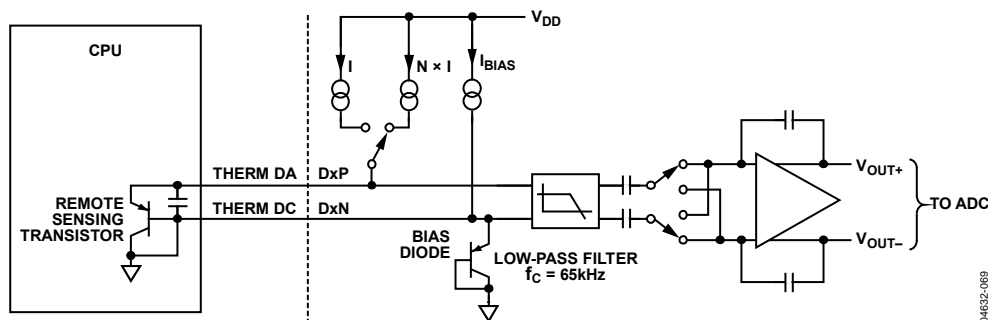 CPU
V_DD
I
N × I
I_BIAS
THERM DA
DxP
THERM DC
DxN
REMOTE
SENSING
TRANSISTOR
BIAS
DIODE
LOW-PASS FILTER
f_C = 65kHz
V_OUT+
TO ADC
V_OUT–
04632-069